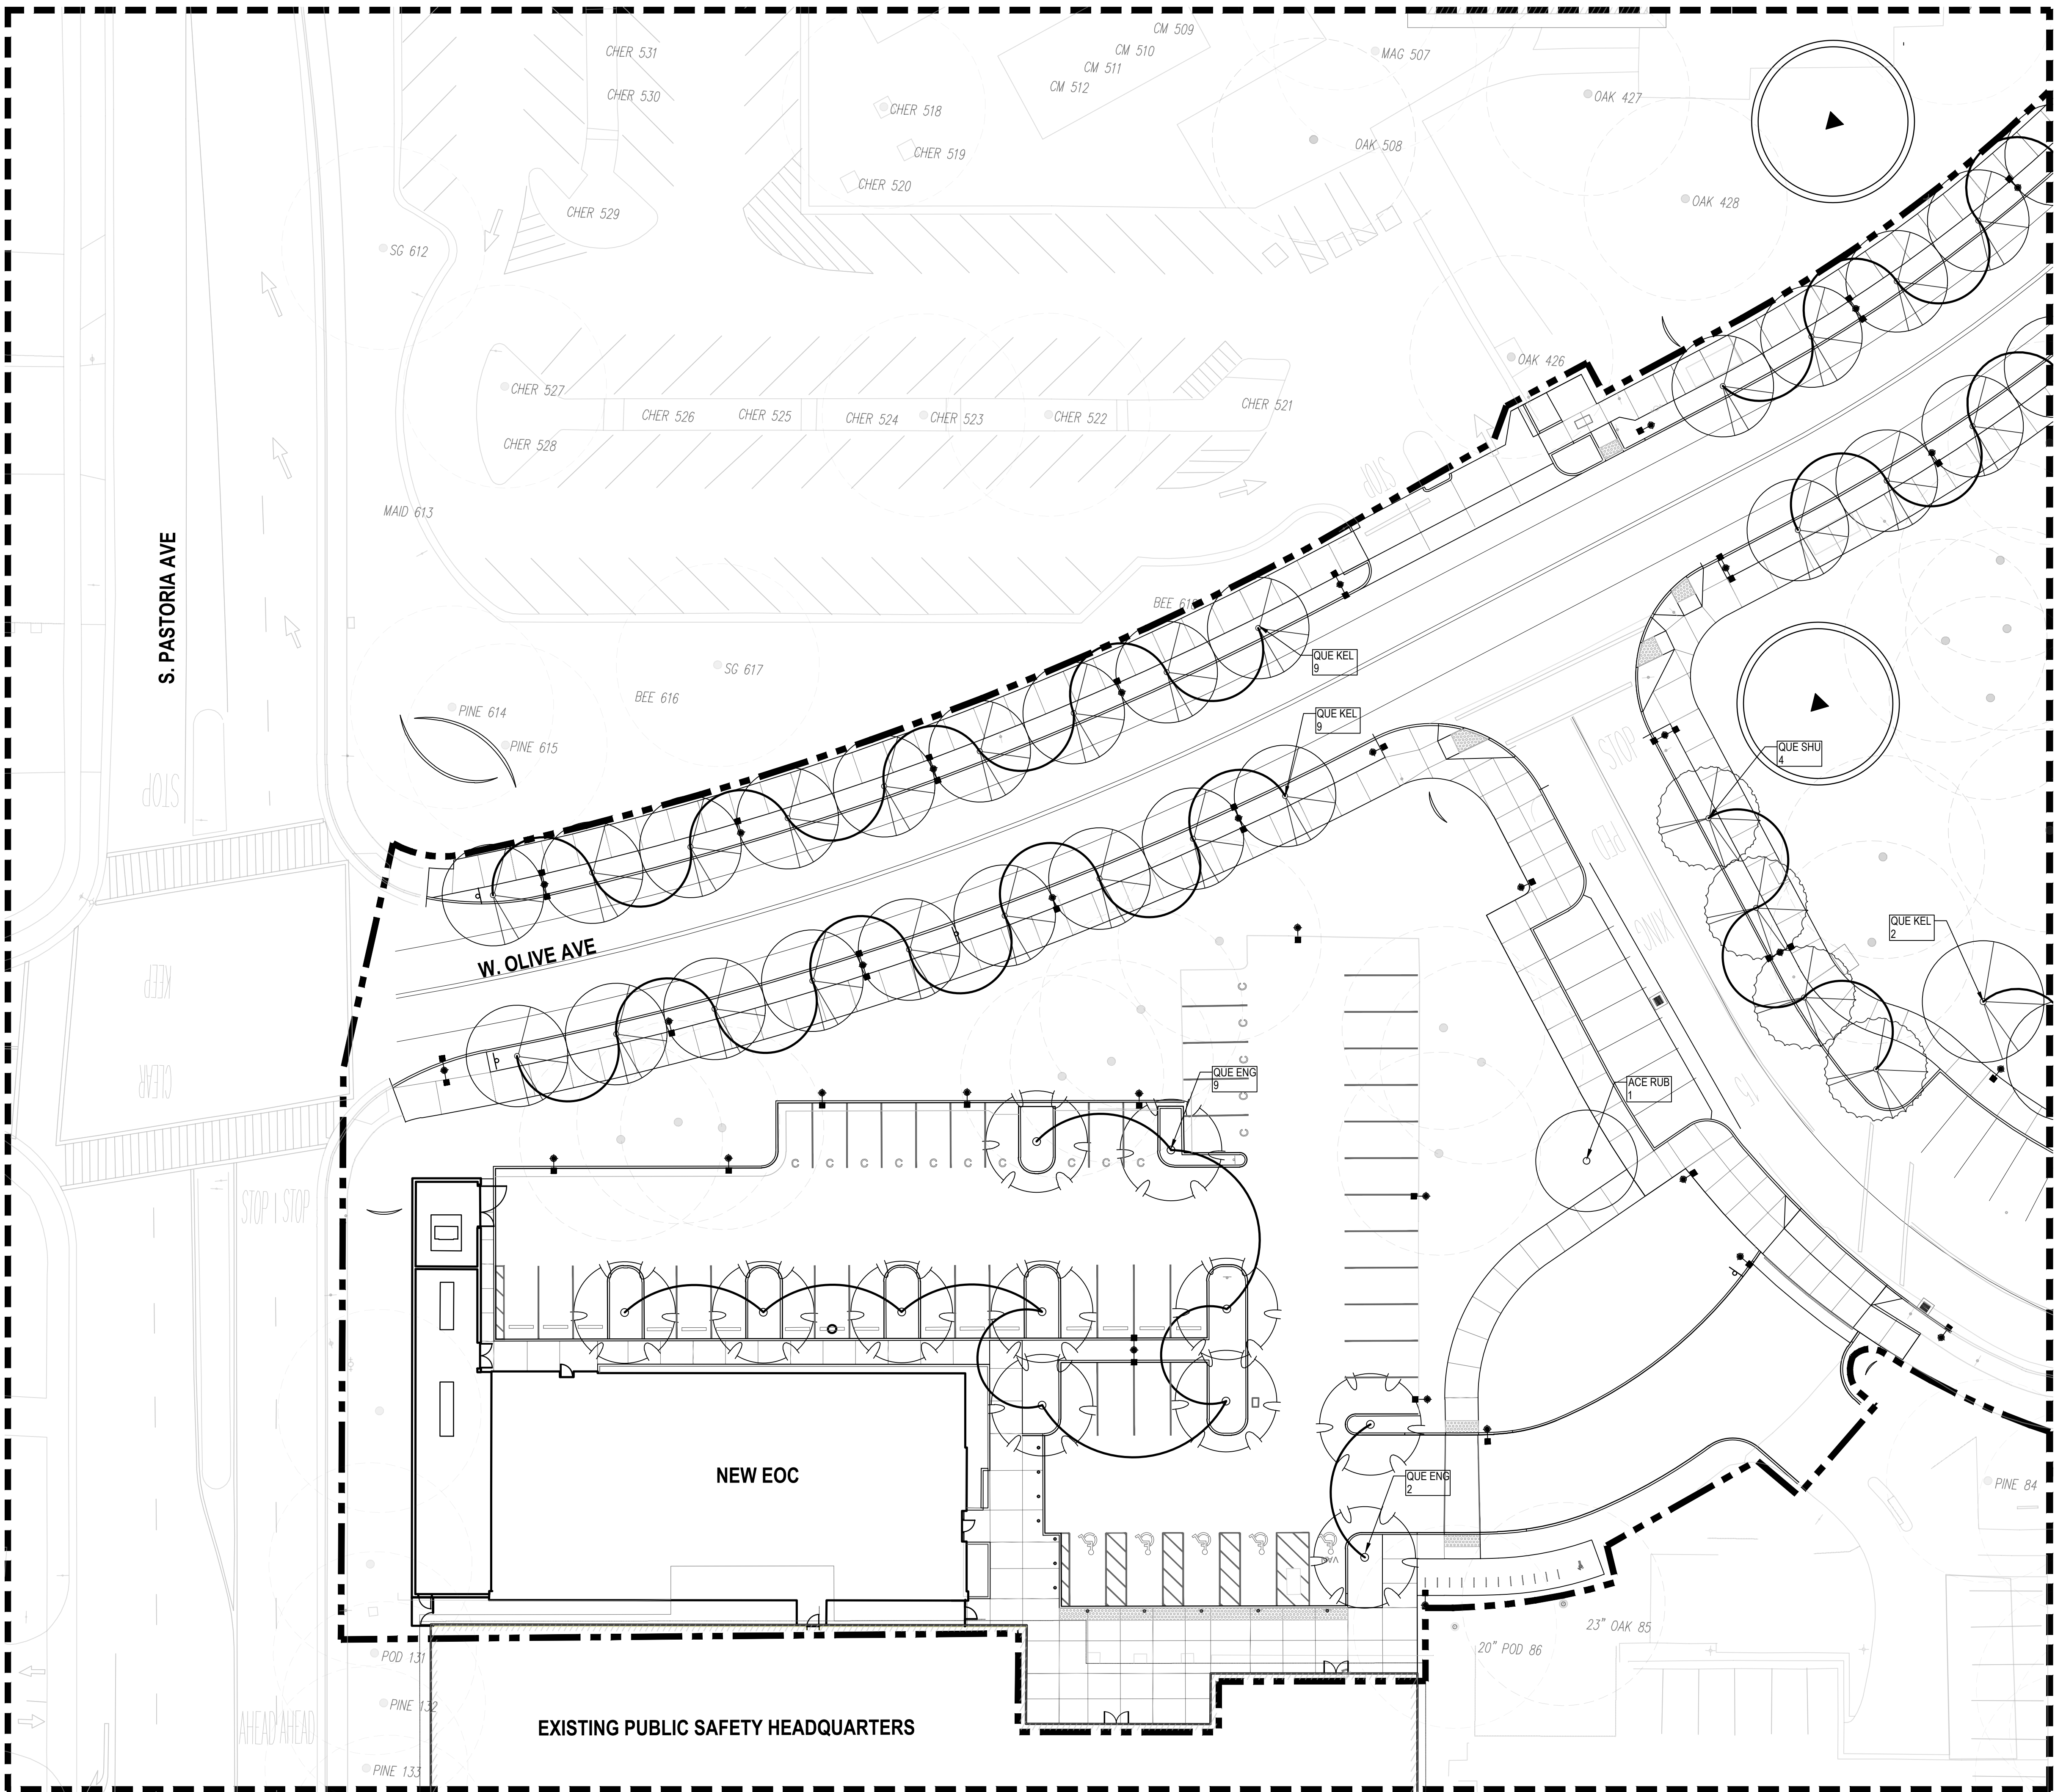 CM 509
CHER 531
CM 510
MAG 507
CM 511
CM 512
CHER 530
OAK 427
CHER 518
OAK 508
CHER 519
CHER 520
OAK 428
CHER 529
SG 612
OAK 426
CHER 527
CHER 526
CHER 525
CHER 524
CHER 523
CHER 522
CHER 521
CHER 528
STOP
MAID 613
S. PASTORIA AVE
BEE 618
QUE KEL
9
SG 617
BEE 616
PINE 614
QUE KEL
9
PINE 615
STOP
QUE SHU
4
STOP
PED
XING
QUE KEL
2
W. OLIVE AVE
KEEP
CLEAR
C
C
C
C
C
QUE ENG
9
ACE RUB
1
15
C C C C C C C C C C
STOP STOP
NEW EOC
QUE ENG
2
PINE 84
VAN
23" OAK 85
20" POD 86
POD 131
PINE 132
AHEAD AHEAD
EXISTING PUBLIC SAFETY HEADQUARTERS
PINE 133